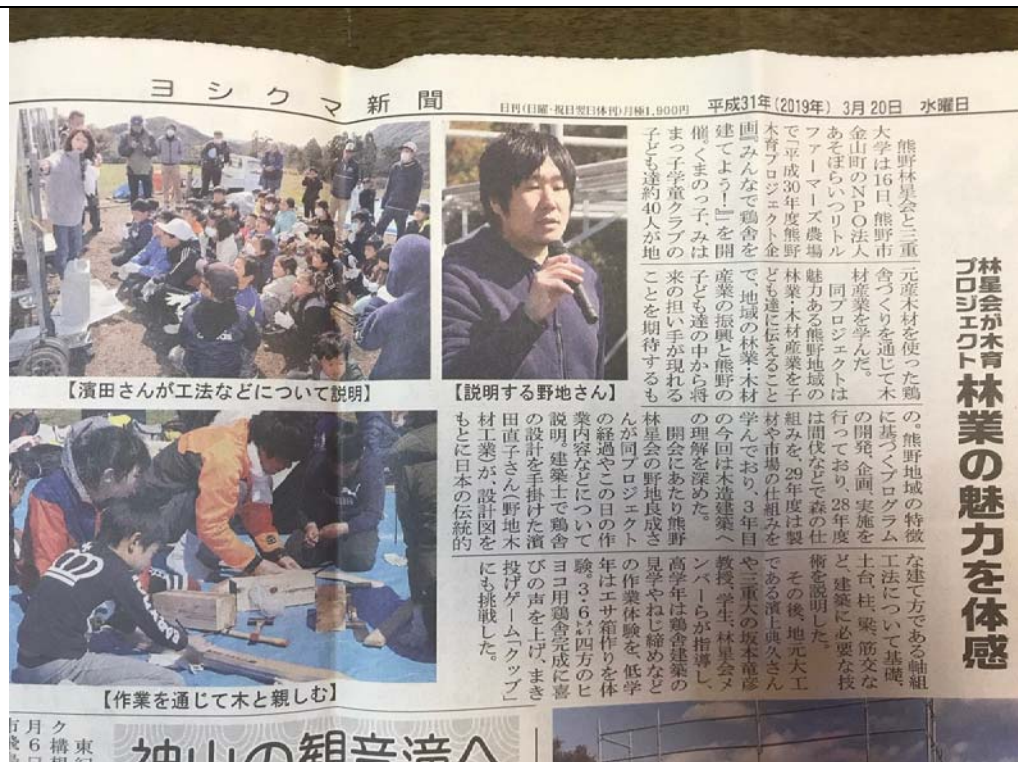 ヨシクマ新聞
日刊(日曜・祝日翌日休刊)月極1,900円 平成31年(2019年) 3月20日 水曜日
林星会が木育
プロジェクト
林業の魅力を体感
熊野林星会と三重
大学は16日、熊野市
金山町のNPO法人
あそぼらいつリトル
ファーマーズ農場
で「平成30年度熊野
木育プロジェクト企
画『みんなで鶏舎を
建てよう!』」を開
催。くまのっ子、みは
まっ子学童クラブの
子ども達約40人が地
元産木材を使った鶏
舎づくりを通じて木
材産業を学んだ。
同プロジェクトは
魅力ある熊野地域の
林業・木材産業を子
ども達に伝えること
で、地域の林業・木材
産業の振興と熊野の
子ども達の中から将
来の担い手が現れる
ことを期待するも
の。熊野地域の特徴
に基づくプログラム
の開発、企画、実施を
行っており、28年度
は間伐などで森の仕
組みを、29年度は製
材や市場の仕組みを
学んでおり、3年目
の今回は木造建築へ
の理解を深めた。
開会にあたり熊野
林星会の野地良成さ
んが同プロジェクト
の経過やこの日の作
業内容などについて
説明。建築士で鶏舎
の設計を手掛けた濱
田直子さん(野地木
材工業)が、設計図を
もとに日本の伝統的
な建て方である軸組
工法について基礎、
土台、柱、梁、筋交な
ど、建築に必要な技
術を説明した。
その後、地元大工
である濱上典久さん
や三重大の坂本竜彦
教授、学生、林星会メ
ンバーらが指導し、
高学年は鶏舎建築の
見学やねじ締めなど
の作業体験を、低学
年はエサ箱作りを体
験。3・6㍍四方のヒ
ヨコ用鶏舎完成に喜
びの声を上げ、まき
投げゲーム「クッブ」
にも挑戦した。
【濱田さんが工法などについて説明】
【説明する野地さん】
【作業を通じて木と親しむ】
神山の観音滝へ